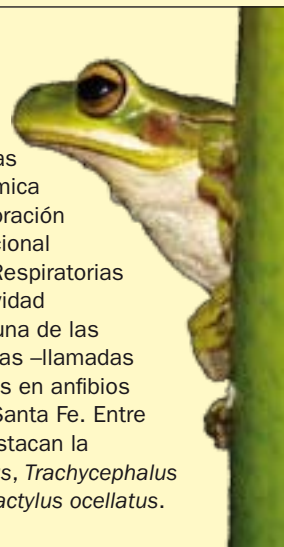 as
mica
oración
cional
Respiratorias
vidad
una de las
as –llamadas
s en anfibios
Santa Fe. Entre
stacan la
s, Trachycephalus
actylus ocellatus.